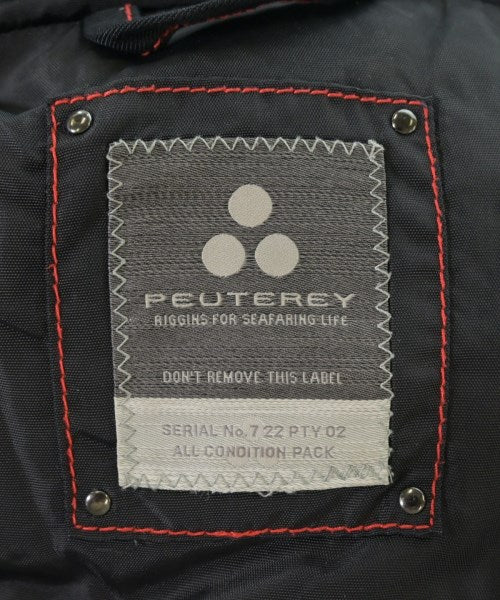 PEUTEREY
RIGGINS FOR SEAFARING LIFE
DON'T REMOVE THIS LABEL
SERIAL No.7 22 PTY 02
ALL CONDITION PACK